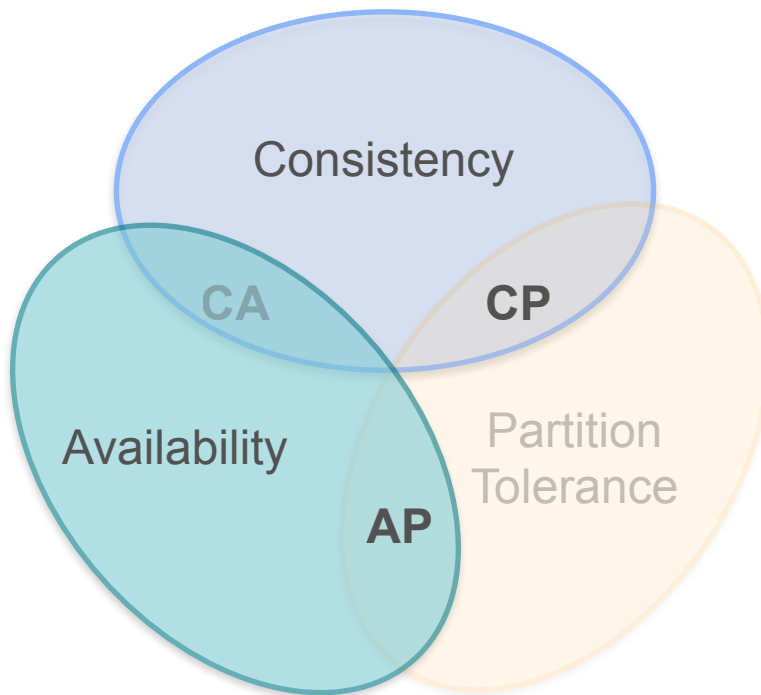 Consistency
CA
CP
Availability
Partition
Tolerance
AP